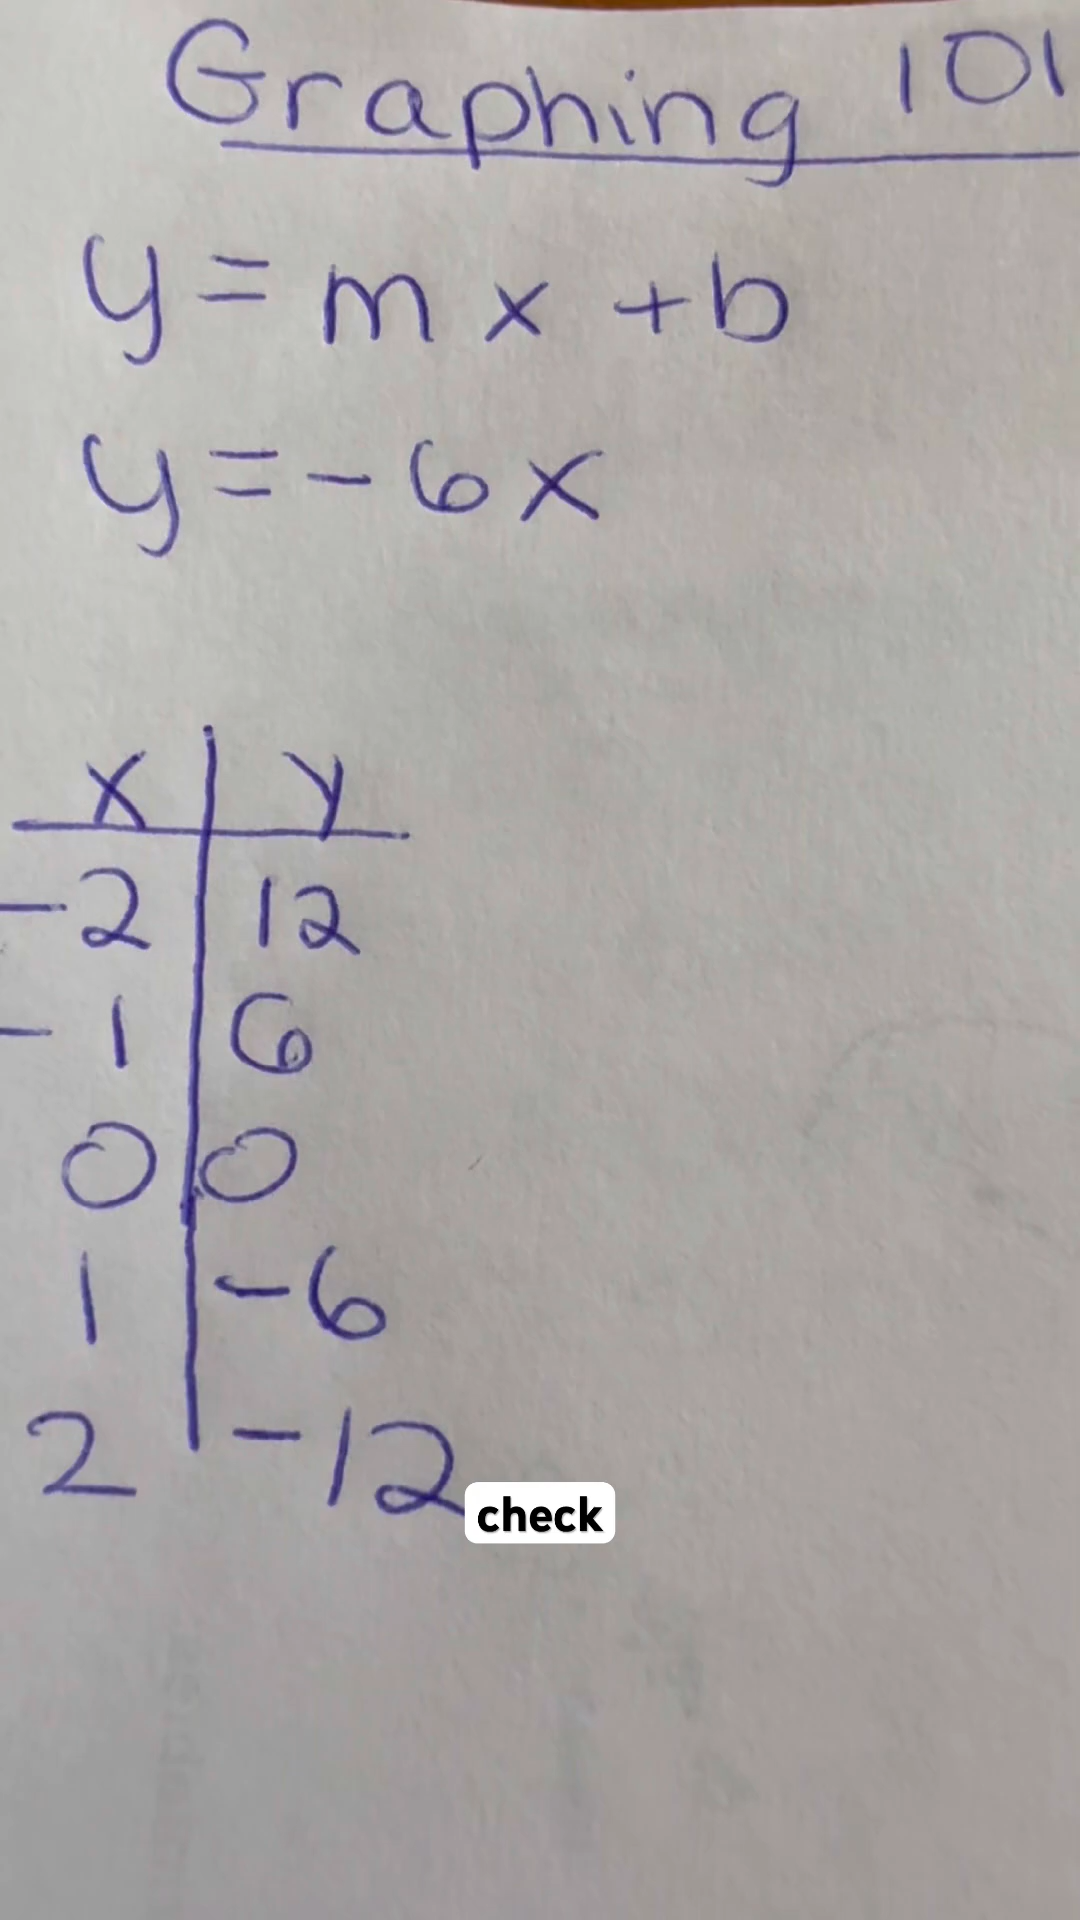 Graphing 101
y = mx + b
y = -6x
x y
-2 12
-1 6
0 0
1 -6
2 -12
check